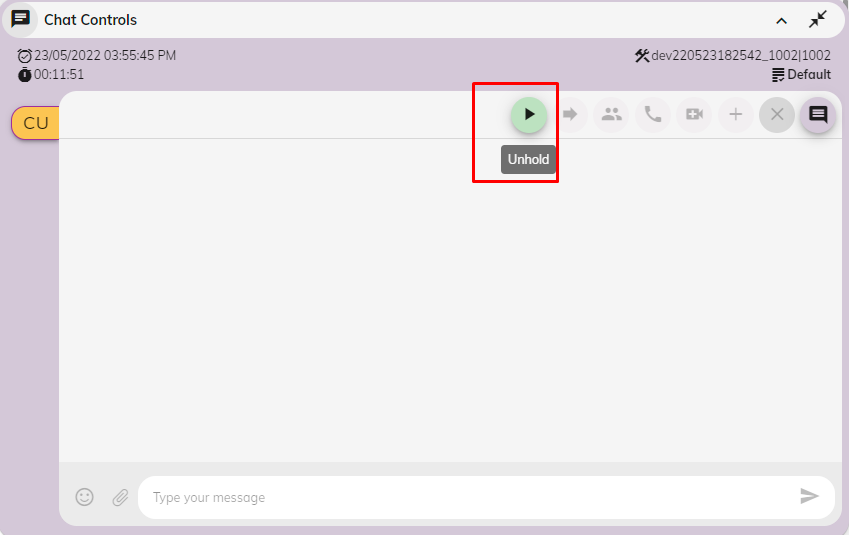 Chat Controls
23/05/2022 03:55:45 PM
dev220523182542_1002|1002
00:11:51
Default
CU
Unhold
Type your message